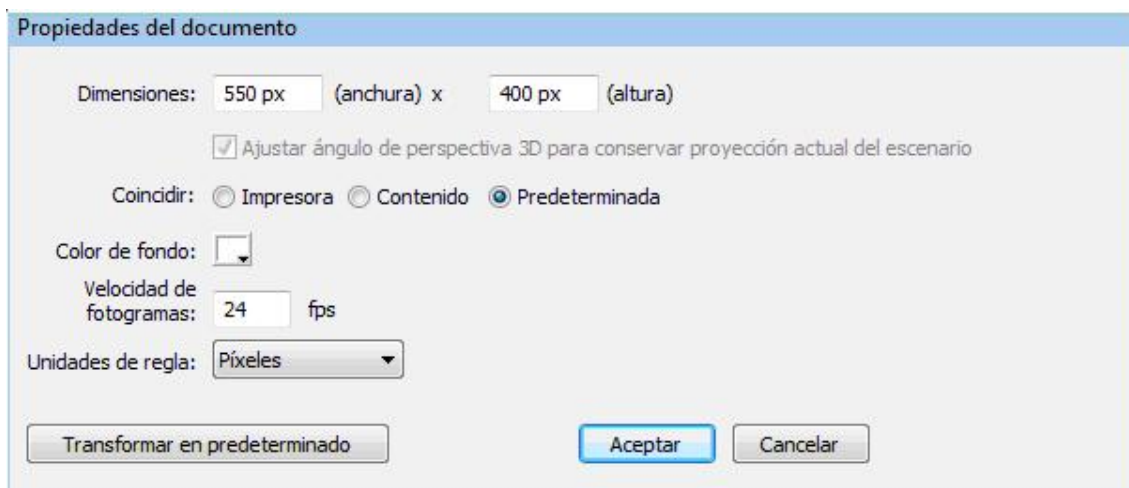 Propiedades del documento
Dimensiones: 550 px (anchura) x 400 px (altura)
Ajustar ángulo de perspectiva 3D para conservar proyección actual del escenario
Coincidir: Impresora Contenido Predeterminada
Color de fondo:
Velocidad de
fotogramas: 24 fps
Unidades de regla: Píxeles
Transformar en predeterminado Aceptar Cancelar